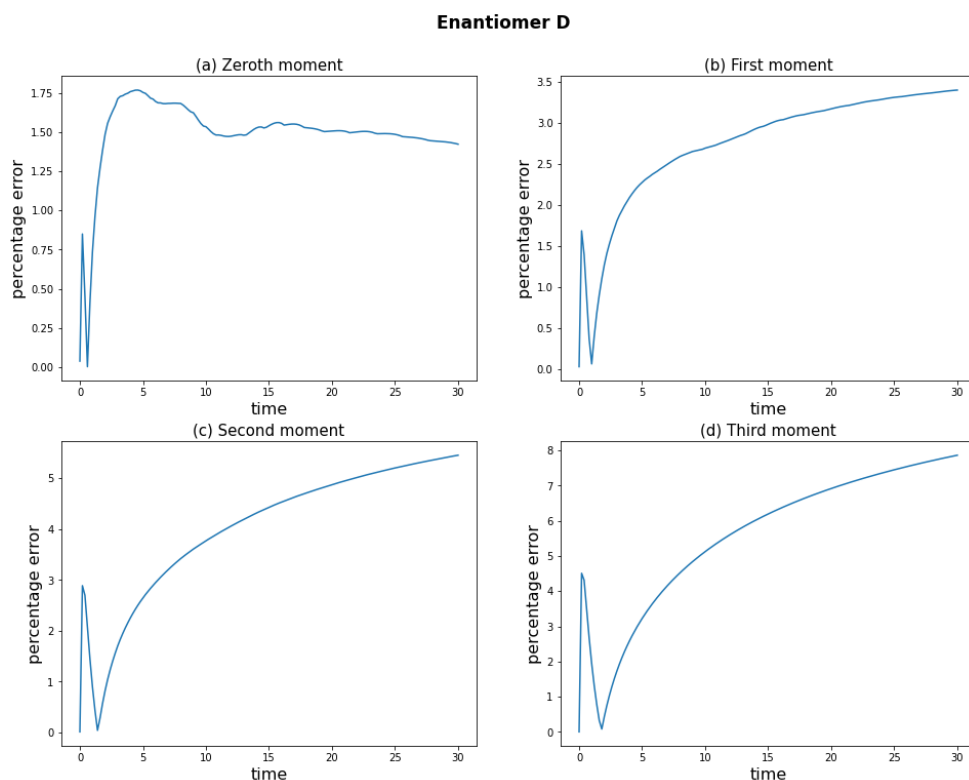 Enantiomer D
(a) Zeroth moment
percentage error
1.75
1.50
1.25
1.00
0.75
0.50
0.25
0.00
0 5 10 15 20 25 30
time
(b) First moment
percentage error
3.5
3.0
2.5
2.0
1.5
1.0
0.5
0.0
0 5 10 15 20 25 30
time
(c) Second moment
percentage error
5
4
3
2
1
0
0 5 10 15 20 25 30
time
(d) Third moment
percentage error
8
7
6
5
4
3
2
1
0
0 5 10 15 20 25 30
time